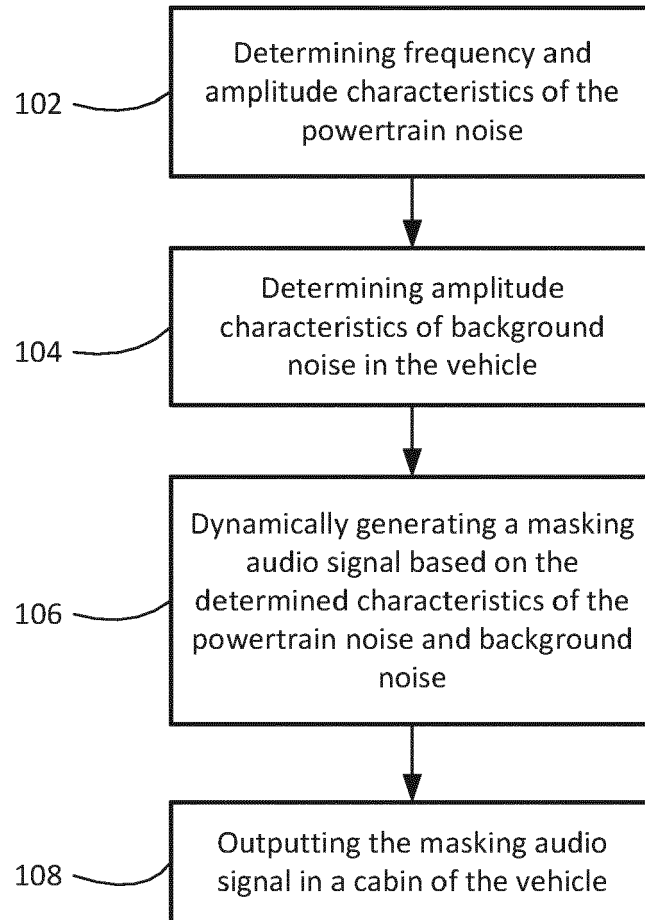 102
Determining frequency and
amplitude characteristics of the
powertrain noise
104
Determining amplitude
characteristics of background
noise in the vehicle
106
Dynamically generating a masking
audio signal based on the
determined characteristics of the
powertrain noise and background
noise
108
Outputting the masking audio
signal in a cabin of the vehicle